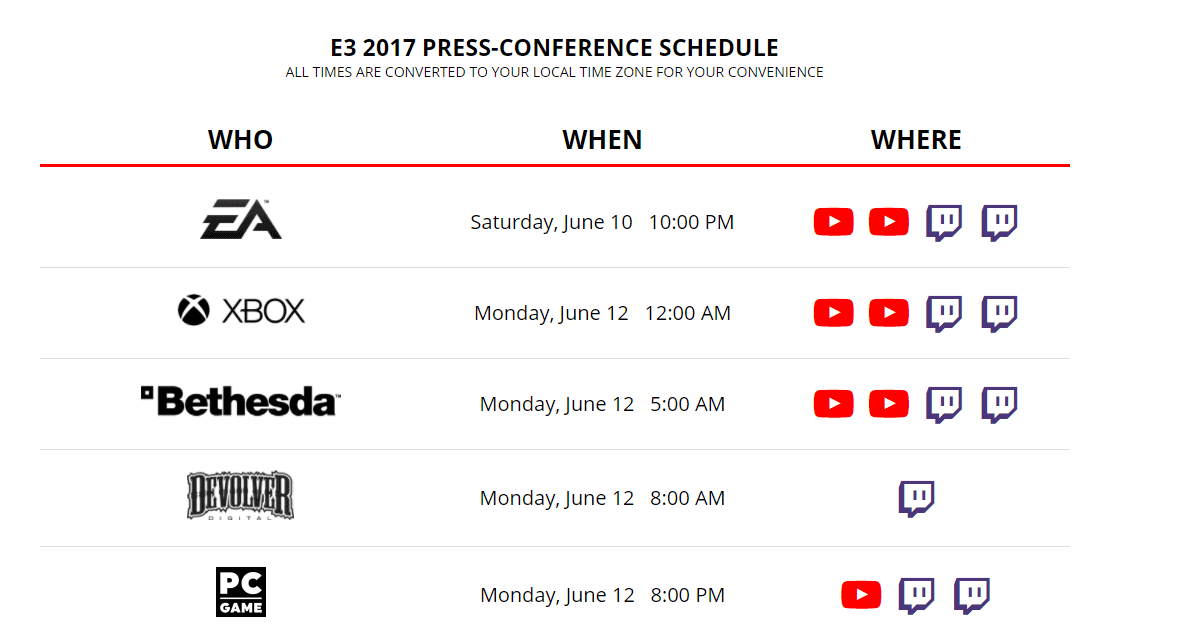 E3 2017 PRESS-CONFERENCE SCHEDULE
ALL TIMES ARE CONVERTED TO YOUR LOCAL TIME ZONE FOR YOUR CONVENIENCE
WHO WHEN WHERE
EA™ Saturday, June 10 10:00 PM
XBOX Monday, June 12 12:00 AM
Bethesda™ Monday, June 12 5:00 AM
DEVOLVER
DIGITAL
Monday, June 12 8:00 AM
PC
GAME
Monday, June 12 8:00 PM